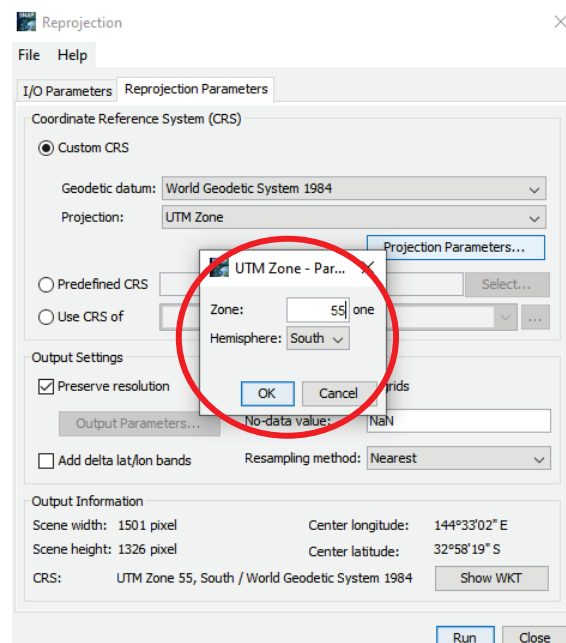 SNAP
Reprojection
File Help
I/O Parameters Reprojection Parameters
Coordinate Reference System (CRS)
Custom CRS
Geodetic datum: World Geodetic System 1984
Projection: UTM Zone
Projection Parameters...
UTM Zone - Par...
Predefined CRS Select...
Zone: 55 one
Use CRS of ...
Hemisphere: South
Output Settings
Preserve resolution grids
OK Cancel
Output Parameters... No-data value: NaN
Add delta lat/lon bands Resampling method: Nearest
Output Information
Scene width: 1501 pixel Center longitude: 144°33'02" E
Scene height: 1326 pixel Center latitude: 32°58'19" S
CRS: UTM Zone 55, South / World Geodetic System 1984 Show WKT
Run Close